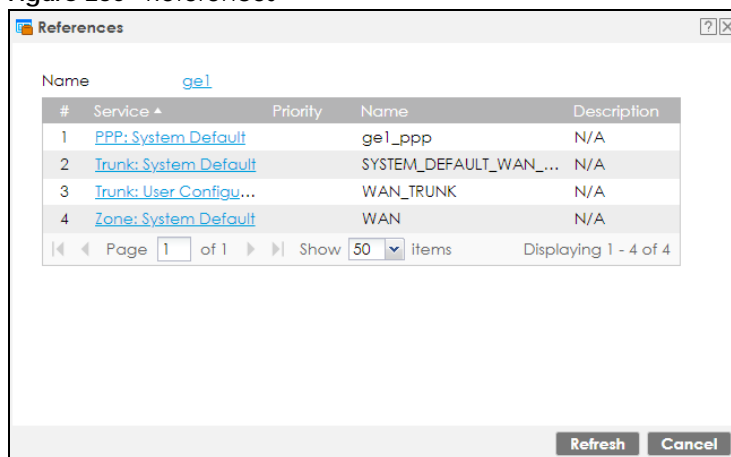 References
Name ge1
# Service Priority Name Description
1 PPP: System Default ge1_ppp N/A
2 Trunk: System Default SYSTEM_DEFAULT_WAN_... N/A
3 Trunk: User Configu... WAN_TRUNK N/A
4 Zone: System Default WAN N/A
Page 1 of 1 Show 50 items Displaying 1 - 4 of 4
Refresh Cancel